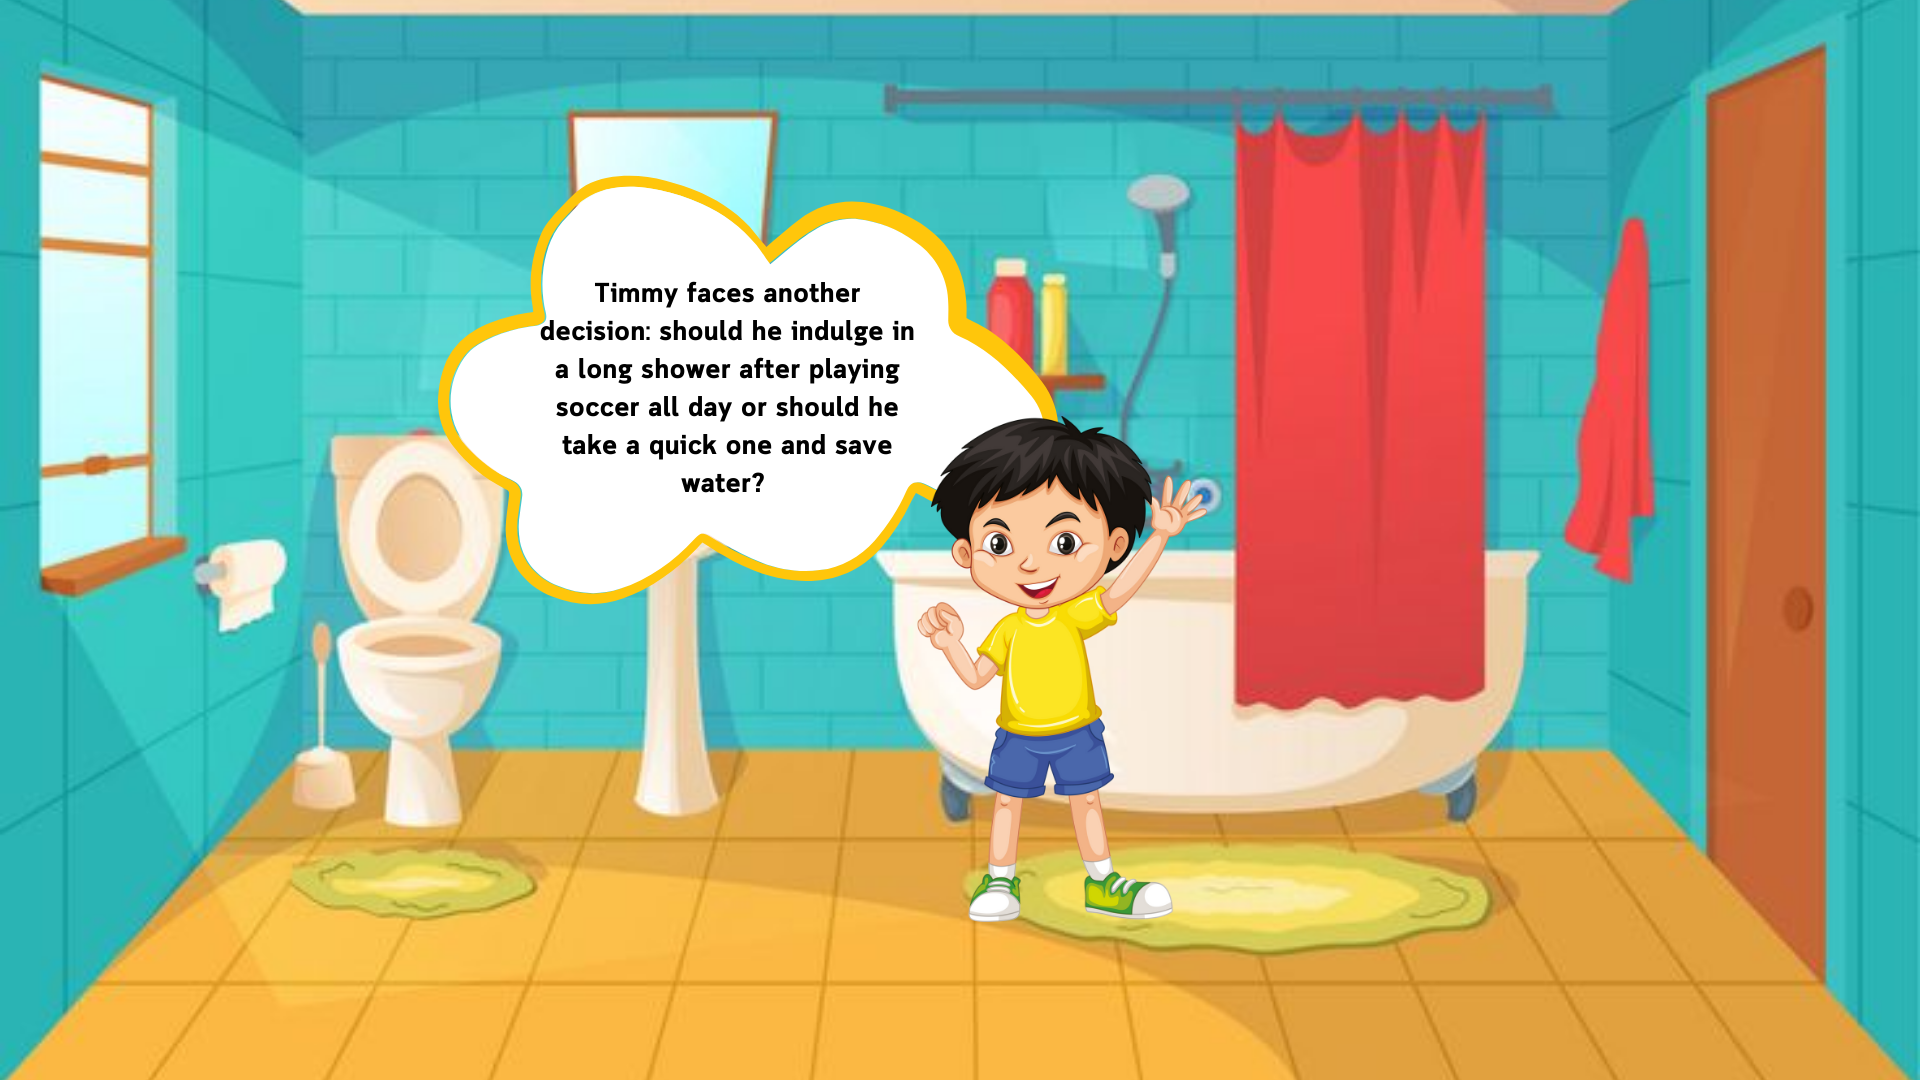 Timmy faces another
decision: should he indulge in
a long shower after playing
soccer all day or should he
take a quick one and save
water?